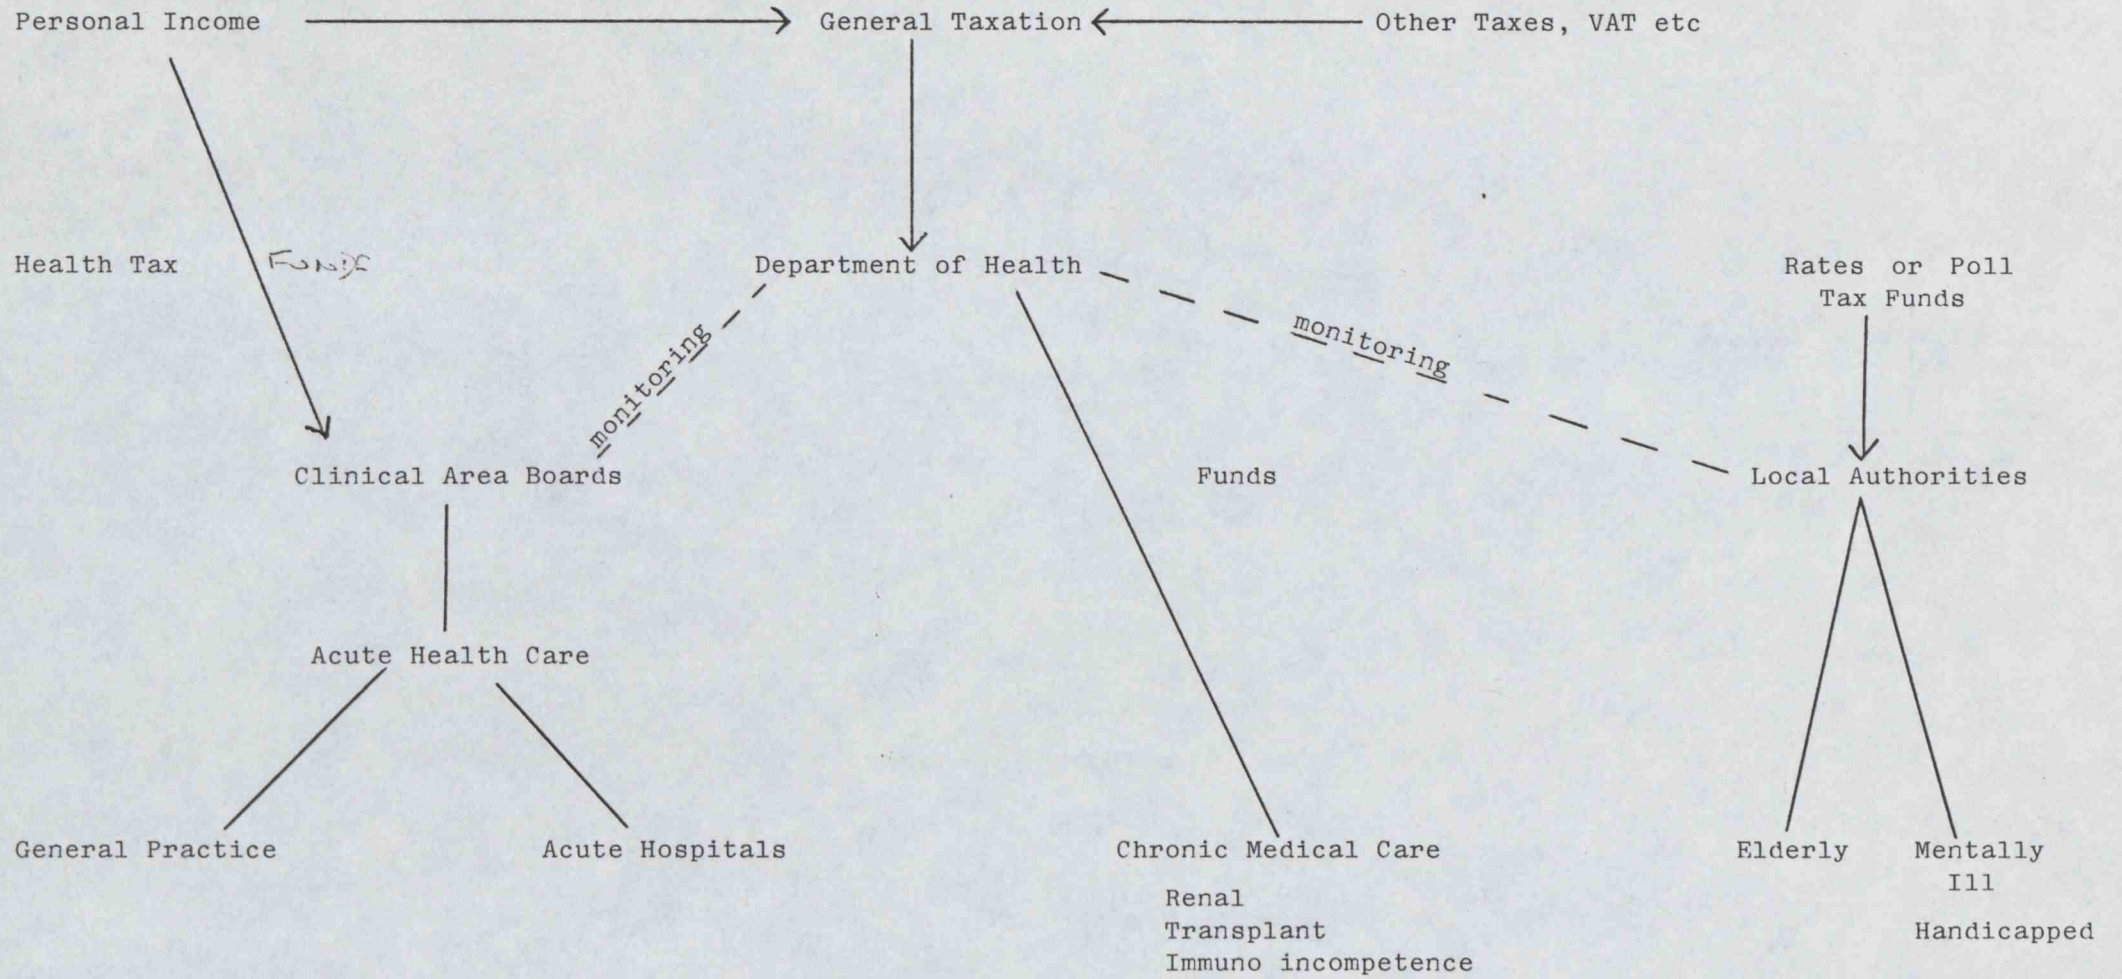 Personal Income
General Taxation
Other Taxes, VAT etc
Health Tax
Funds
Department of Health
Rates or Poll
Tax Funds
monitoring
monitoring
Clinical Area Boards
Funds
Local Authorities
Acute Health Care
General Practice
Acute Hospitals
Chronic Medical Care
Elderly
Mentally
Ill
Renal
Transplant
Handicapped
Immuno incompetence